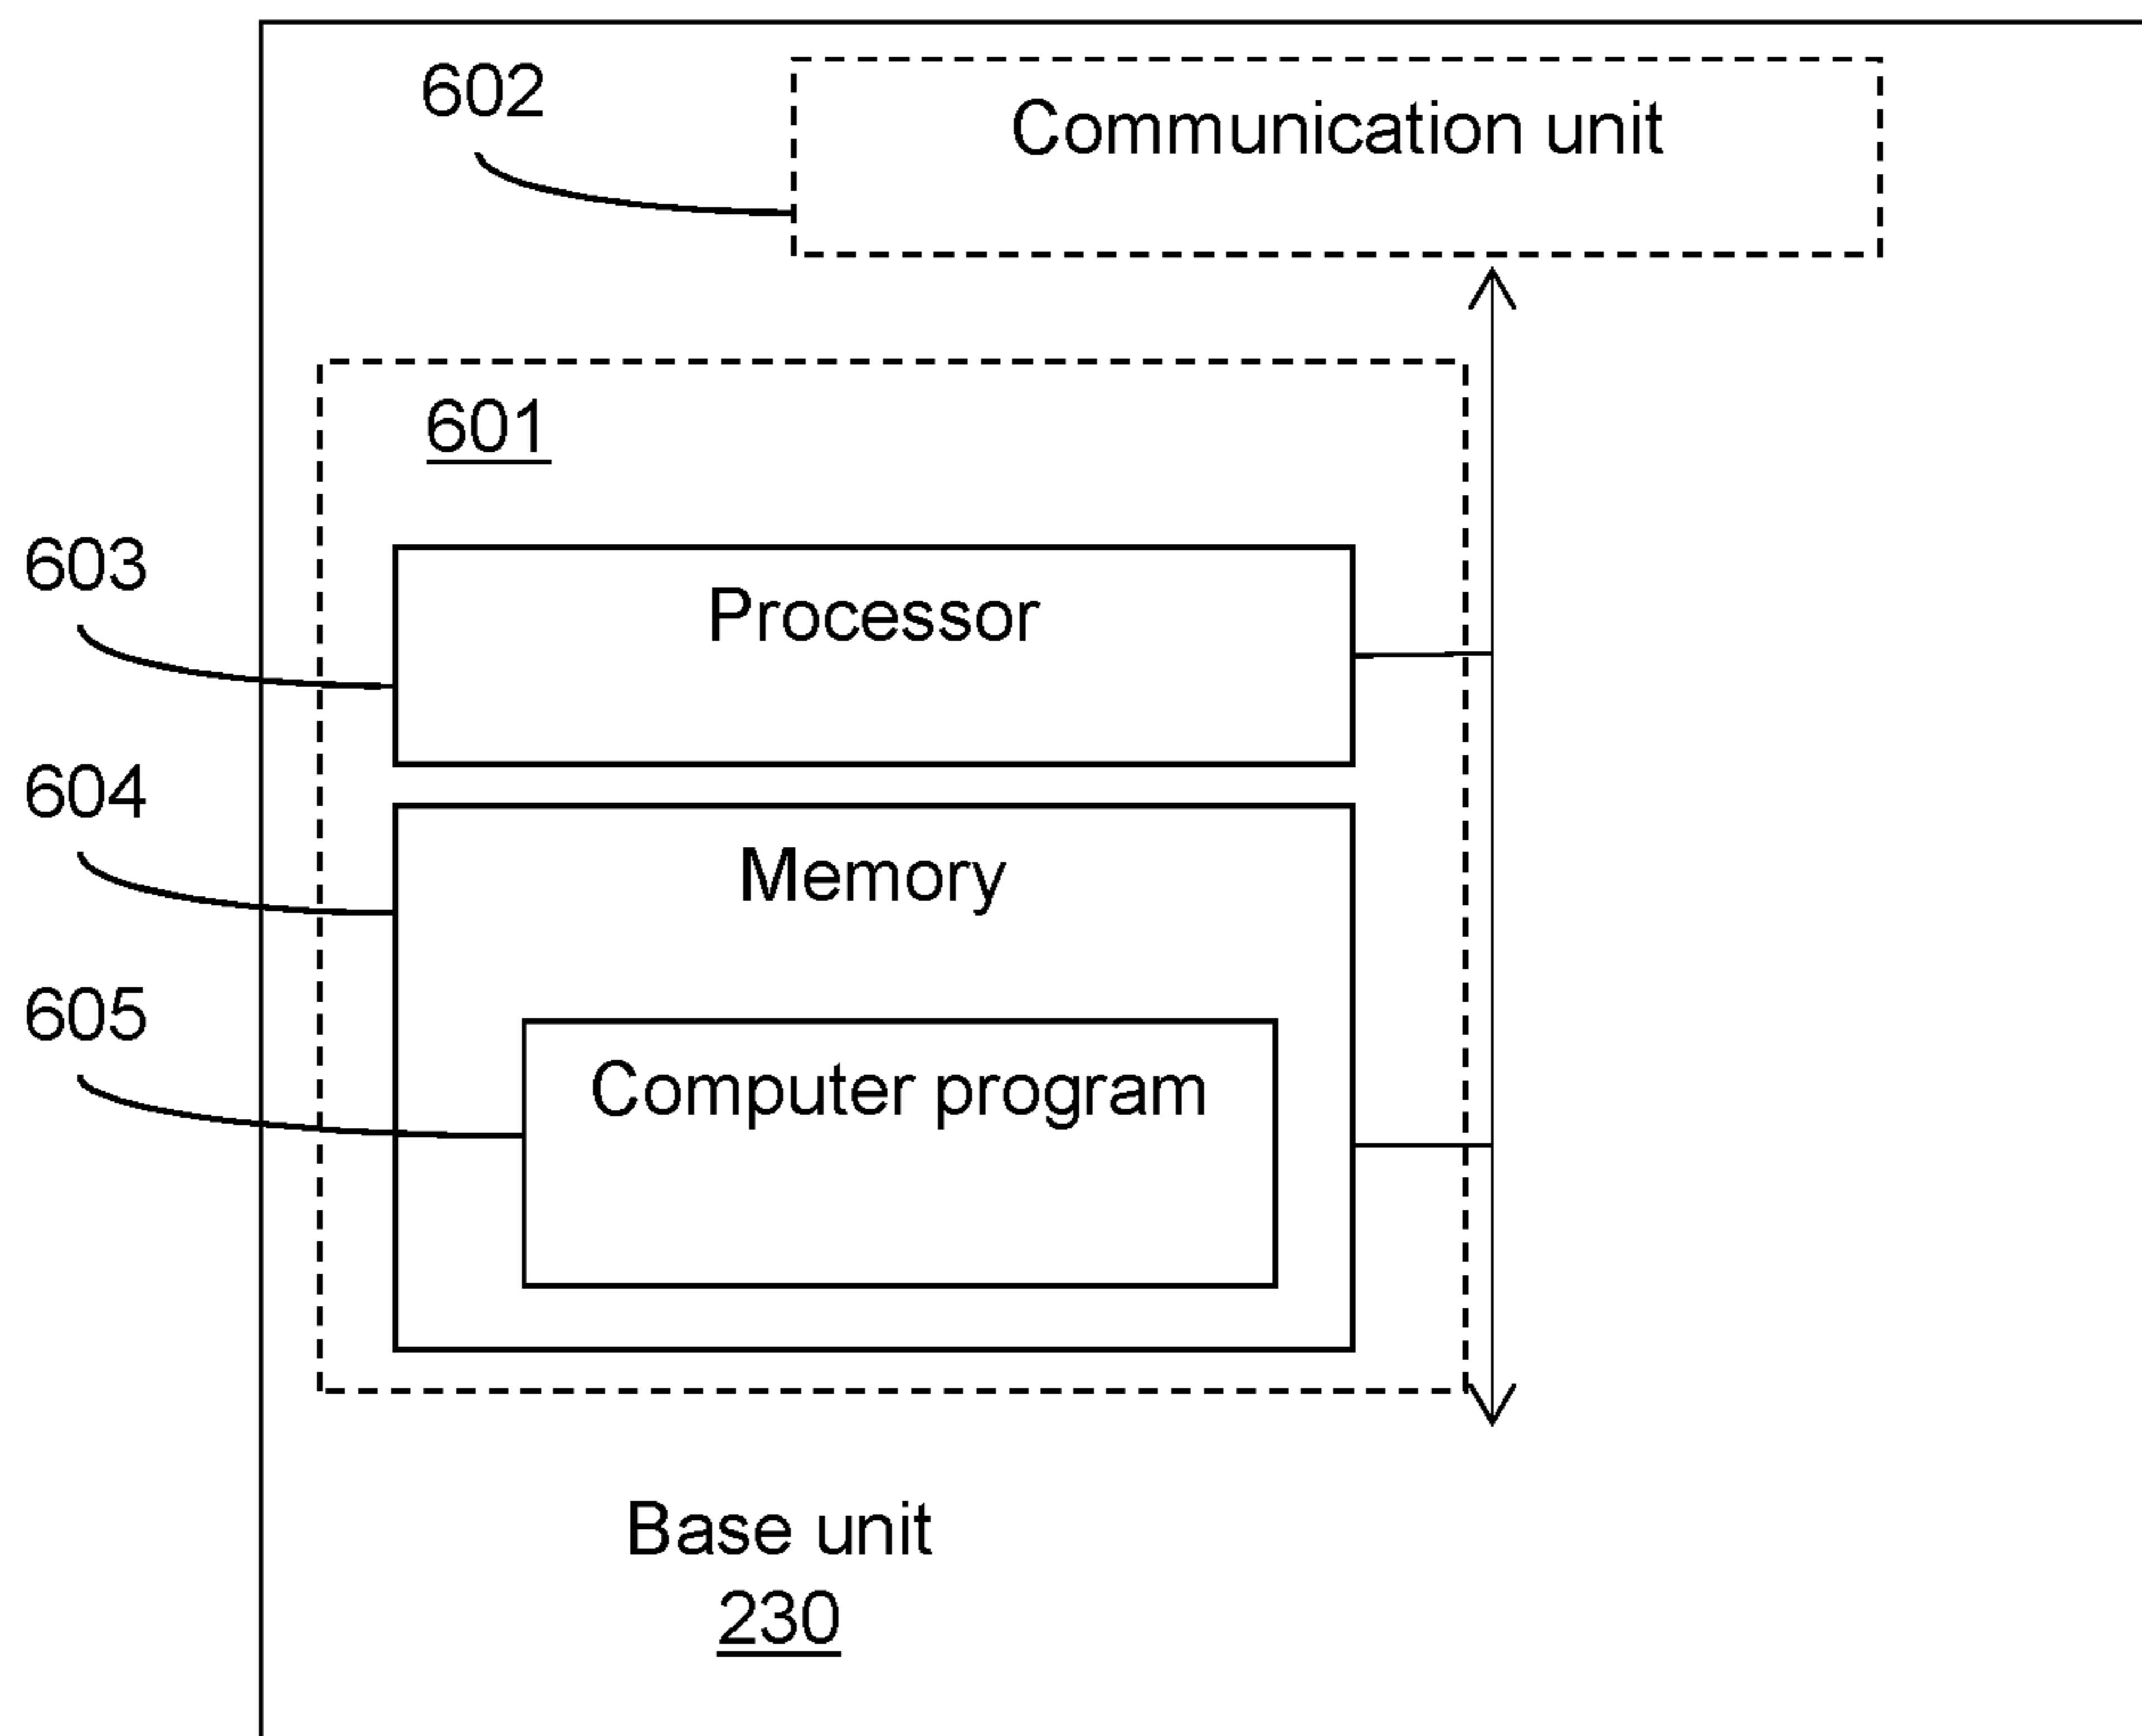 602
Communication unit
601
603
Processor
604
Memory
605
Computer program
Base unit
230